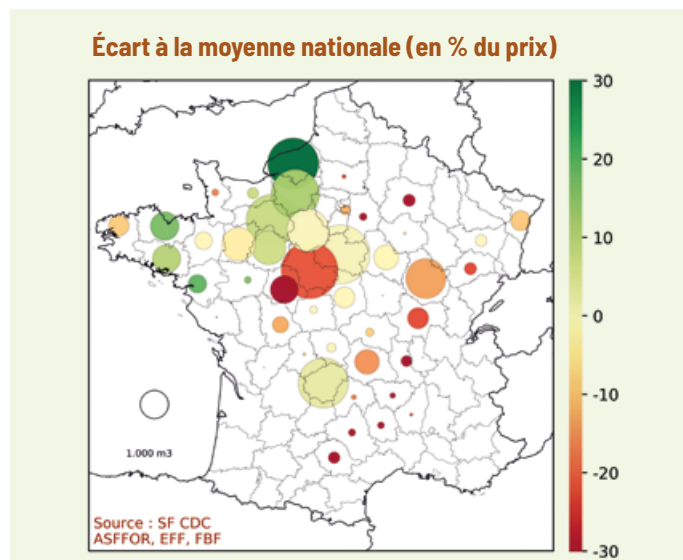 Écart à la moyenne nationale (en % du prix)
30
20
10
0
-10
-20
-30
1.000 m3
Source : SF CDC
ASFFOR, EFF, FBF